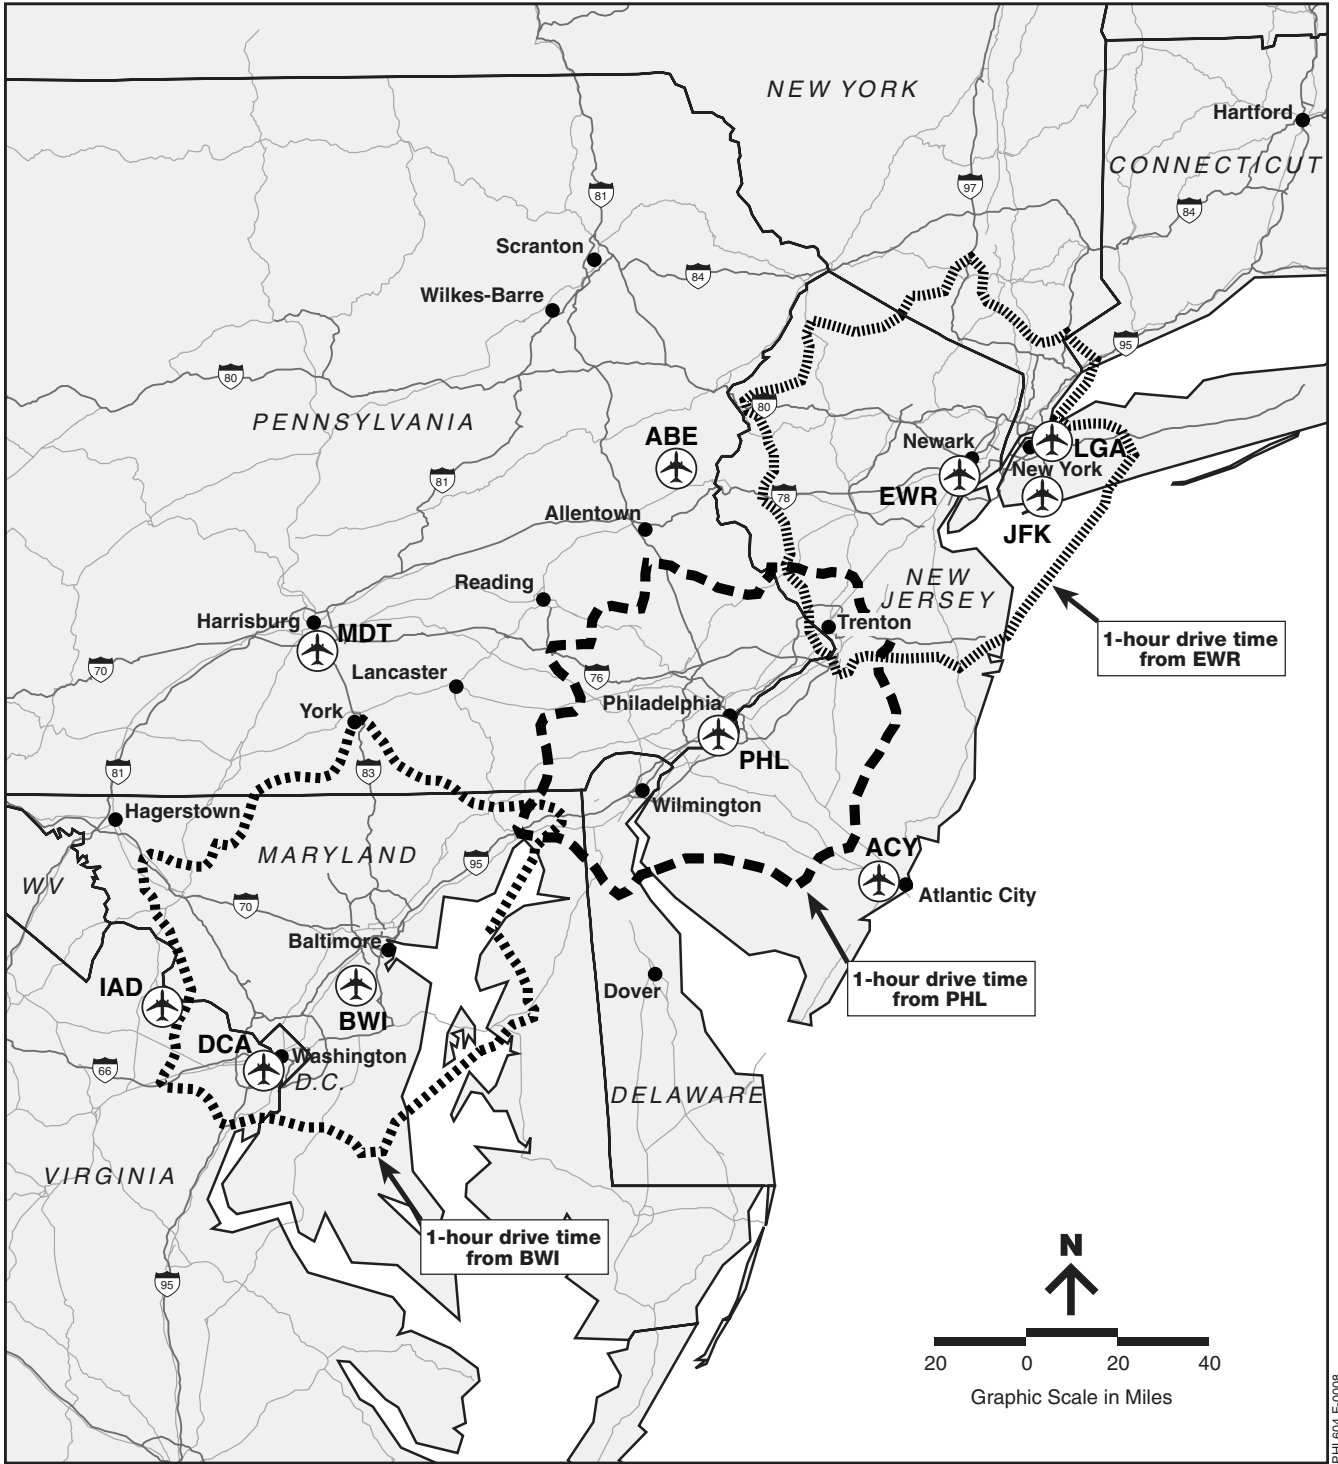 NEW YORK
Hartford
CONNECTICUT
81
97
84
Scranton
84
Wilkes-Barre
95
80
80
PENNSYLVANIA
ABE
Newark
LGA
New York
81
EWR
78
JFK
Allentown
Reading
NEW
JERSEY
Harrisburg
MDT
Trenton
1-hour drive time
from EWR
70
Lancaster
76
York
Philadelphia
PHL
81
83
Hagerstown
Wilmington
MARYLAND
95
ACY
WV
70
Atlantic City
Baltimore
IAD
BWI
Dover
1-hour drive time
from PHL
DCA
Washington
D.C.
66
DELAWARE
VIRGINIA
1-hour drive time
from BWI
95
N
20 0 20 40
Graphic Scale in Miles
PHL604 F-0008